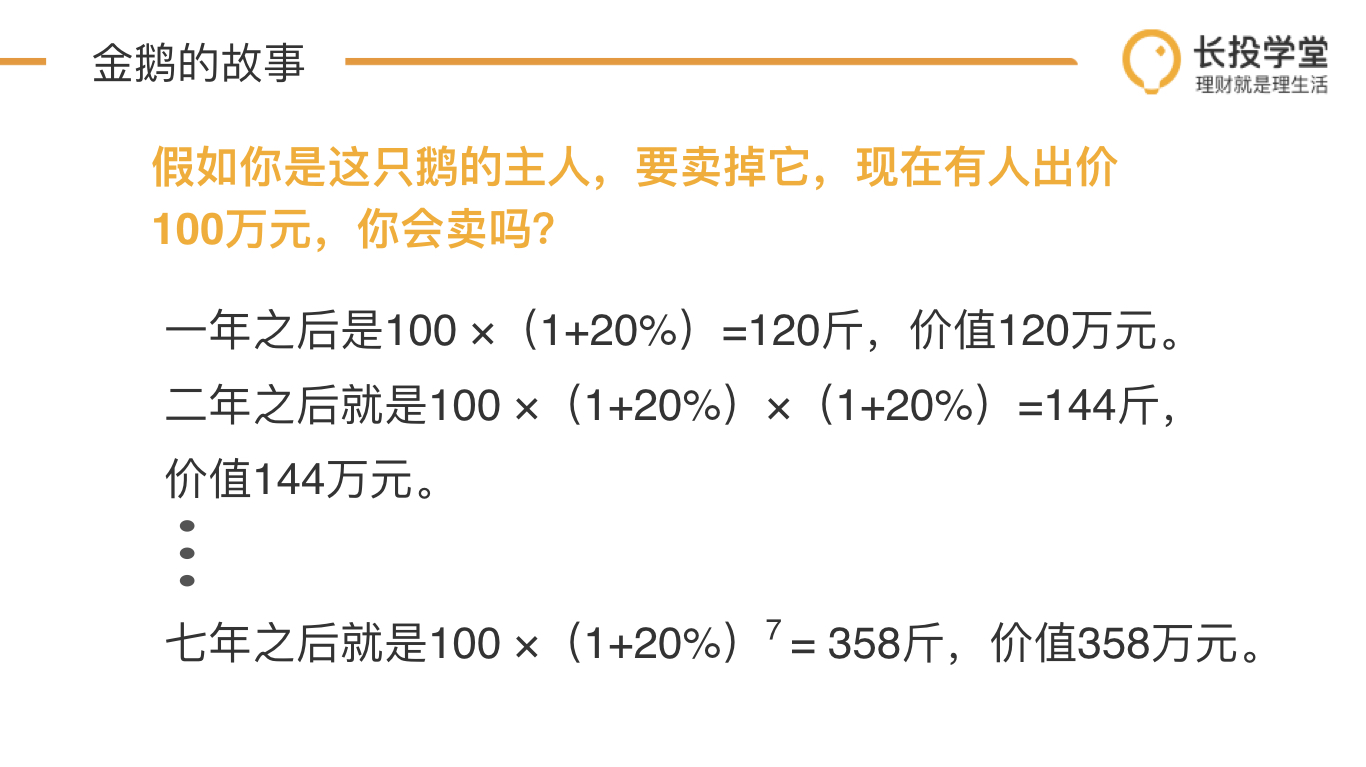 金鹅的故事
长投学堂
理财就是理生活
假如你是这只鹅的主人，要卖掉它，现在有人出价
100万元，你会卖吗？
一年之后是100 ×（1+20%）=120斤，价值120万元。
二年之后就是100 ×（1+20%）×（1+20%）=144斤，
价值144万元。
七年之后就是100 ×（1+20%）⁷ = 358斤，价值358万元。